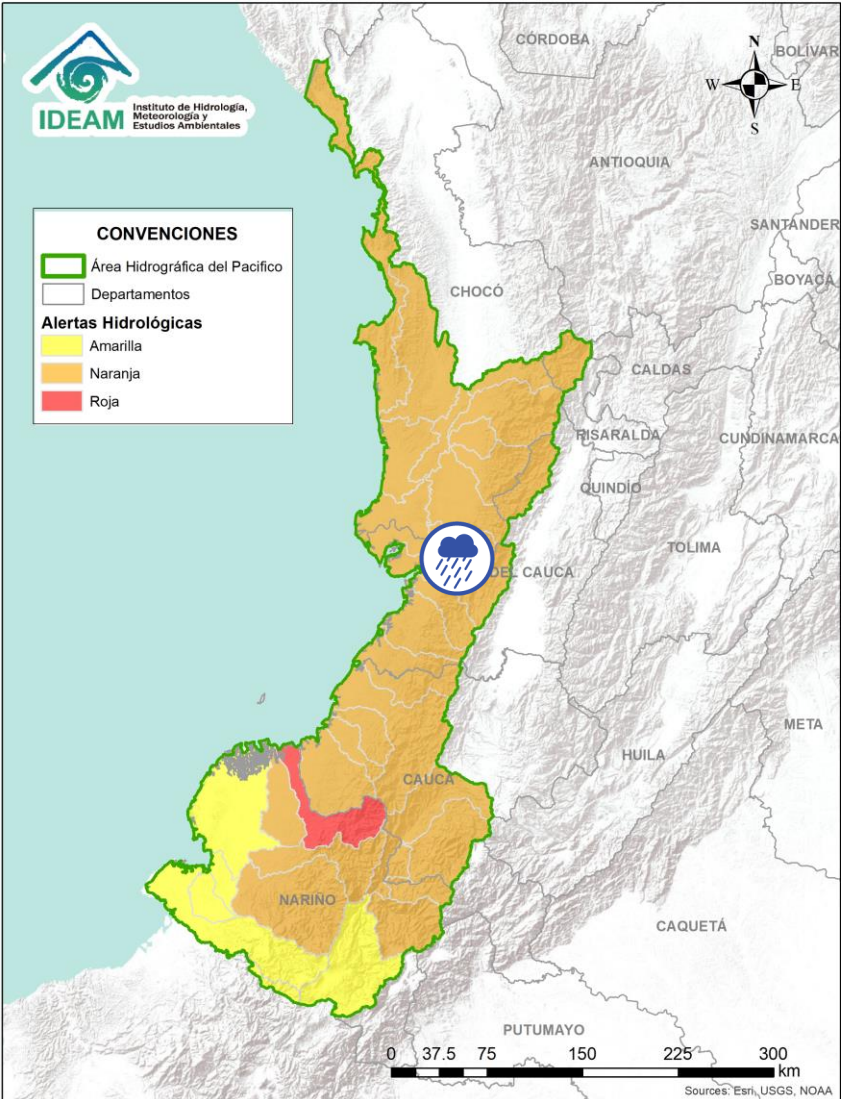 IDEAM
Instituto de Hidrología,
Meteorología y
Estudios Ambientales
N
W
E
S
CÓRDOBA
BOLÍVAR
ANTIOQUIA
SANTANDER
BOYACÁ
CHOCÓ
CONVENCIONES
Área Hidrográfica del Pacifico
Departamentos
Alertas Hidrológicas
Amarilla
Naranja
Roja
CALDAS
RISARALDA
CUNDINAMARCA
QUINDÍO
TOLIMA
DEL CAUCA
META
HUILA
CAUCA
NARIÑO
CAQUETÁ
PUTUMAYO
0 37.5 75 150 225 300
km
Sources: Esri, USGS, NOAA